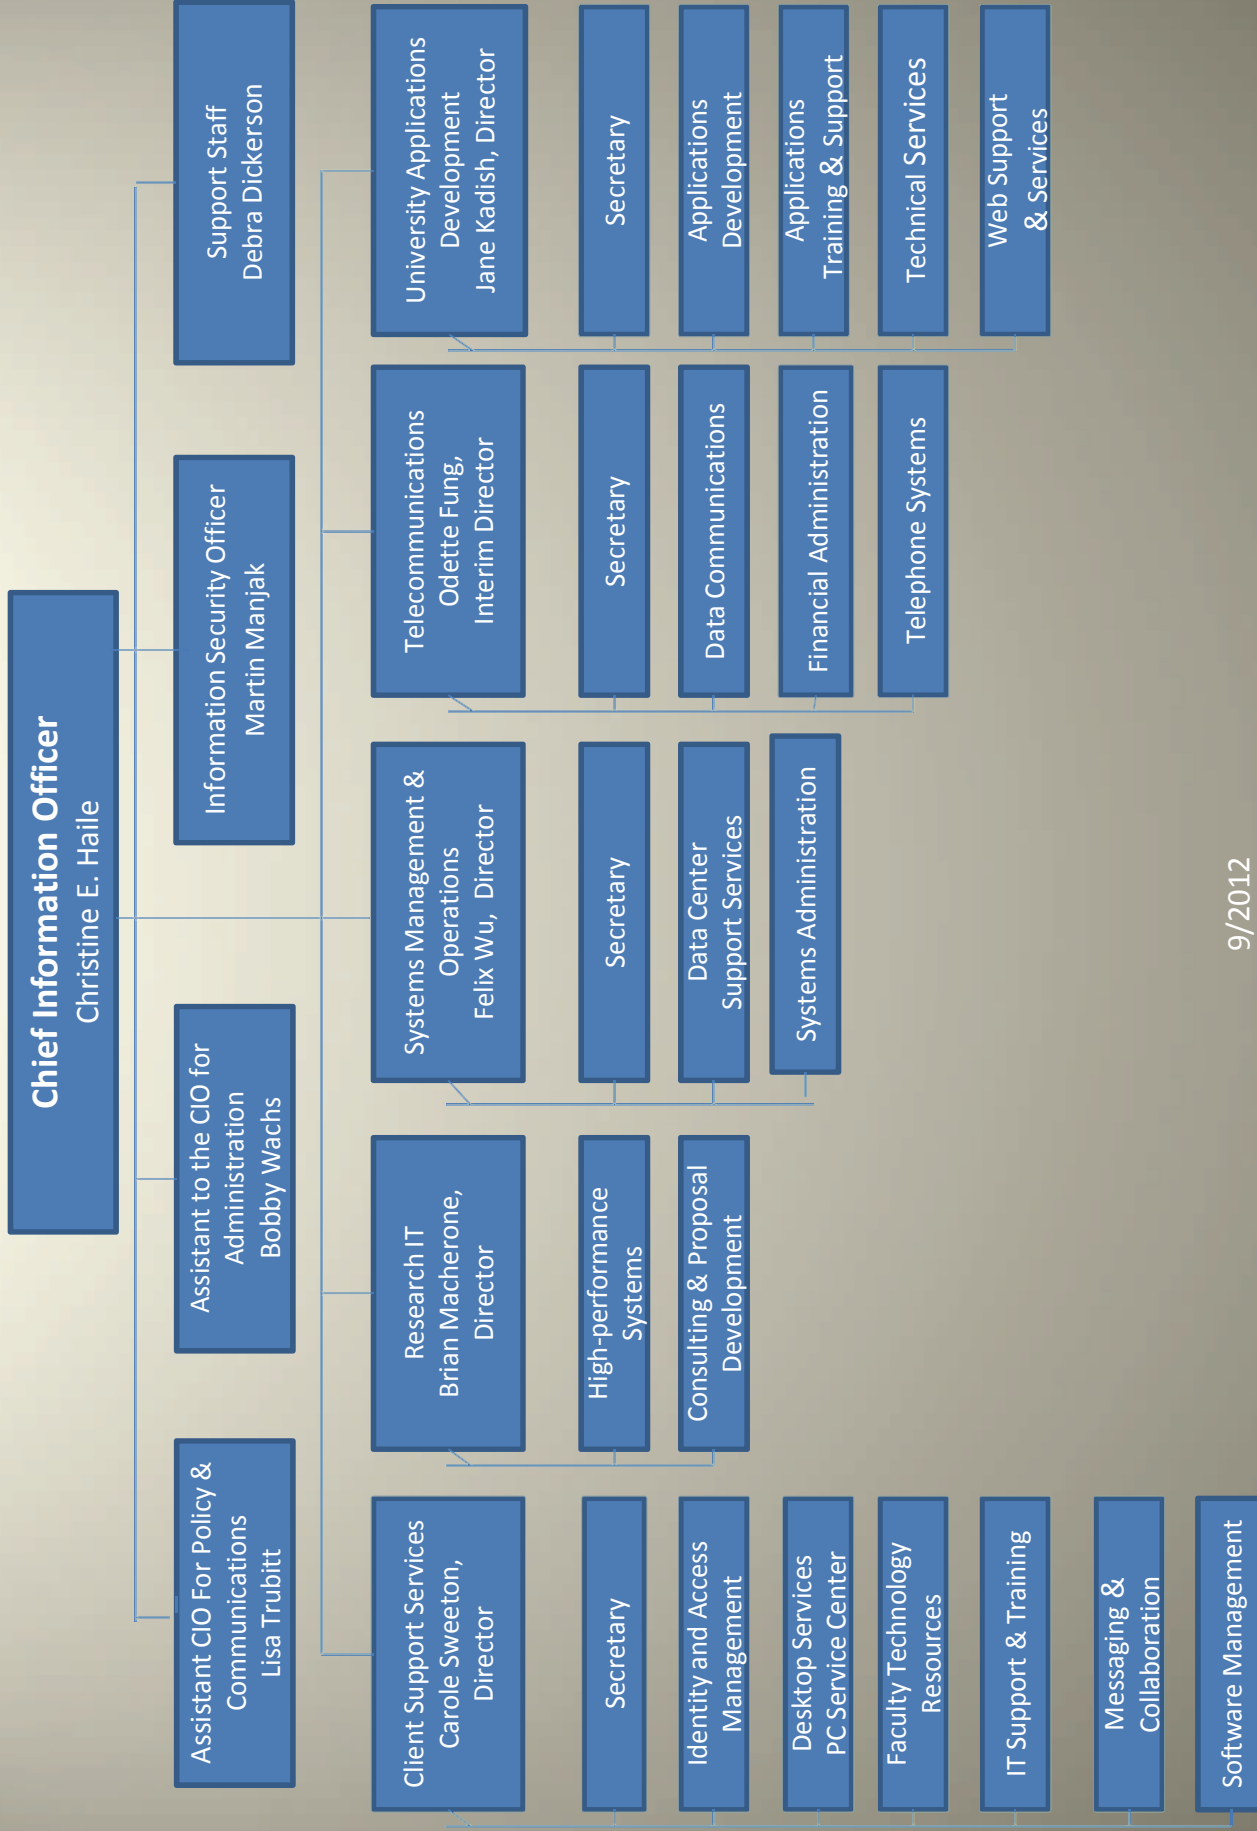 Chief Information Officer
Christine E. Haile
Assistant CIO For Policy &
Communications
Lisa Trubitt
Assistant to the CIO for
Administration
Bobby Wachs
Information Security Officer
Martin Manjak
Support Staff
Debra Dickerson
Client Support Services
Carole Sweeton,
Director
Secretary
Identity and Access
Management
Desktop Services
PC Service Center
Faculty Technology
Resources
IT Support & Training
Messaging &
Collaboration
Software Management
Research IT
Brian Macherone,
Director
High-performance
Systems
Consulting & Proposal
Development
Systems Management &
Operations
Felix Wu, Director
Secretary
Data Center
Support Services
Systems Administration
Telecommunications
Odette Fung,
Interim Director
Secretary
Data Communications
Financial Administration
Telephone Systems
University Applications
Development
Jane Kadish, Director
Secretary
Applications
Development
Applications
Training & Support
Technical Services
Web Support
& Services
9/2012